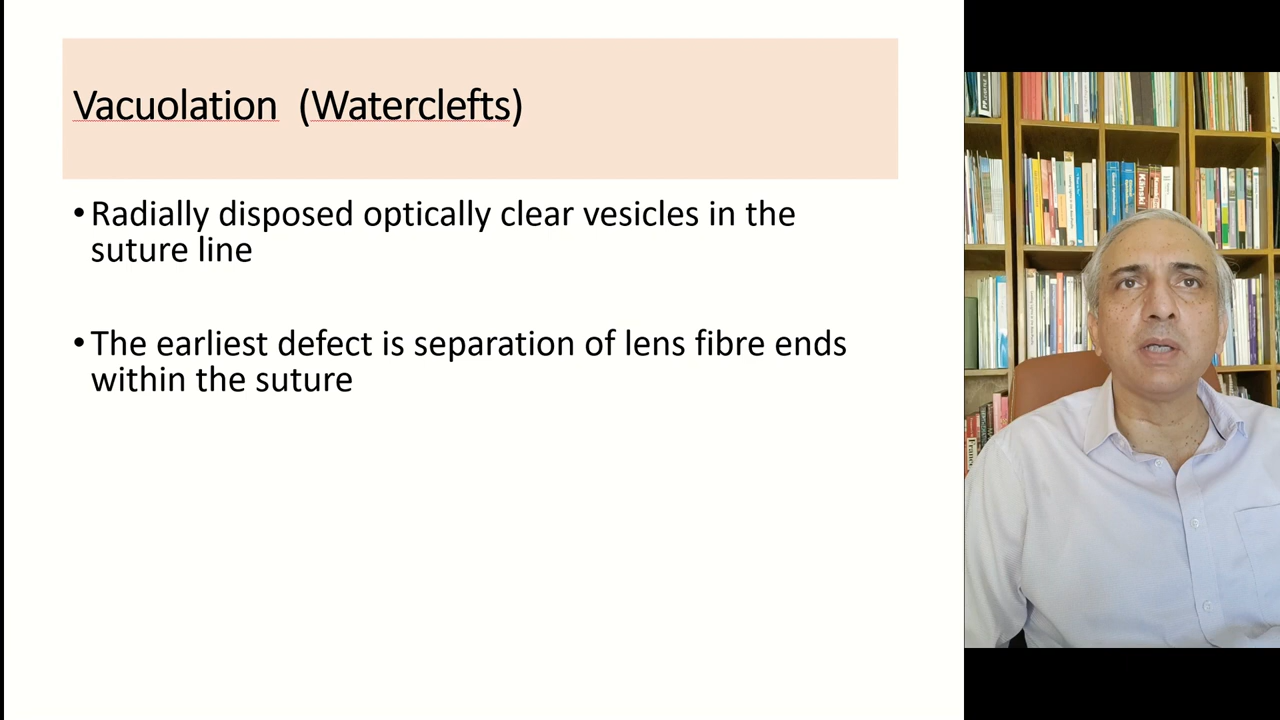 Vacuolation (Waterclefts)
• Radially disposed optically clear vesicles in the
suture line
• The earliest defect is separation of lens fibre ends
within the suture
Kanski